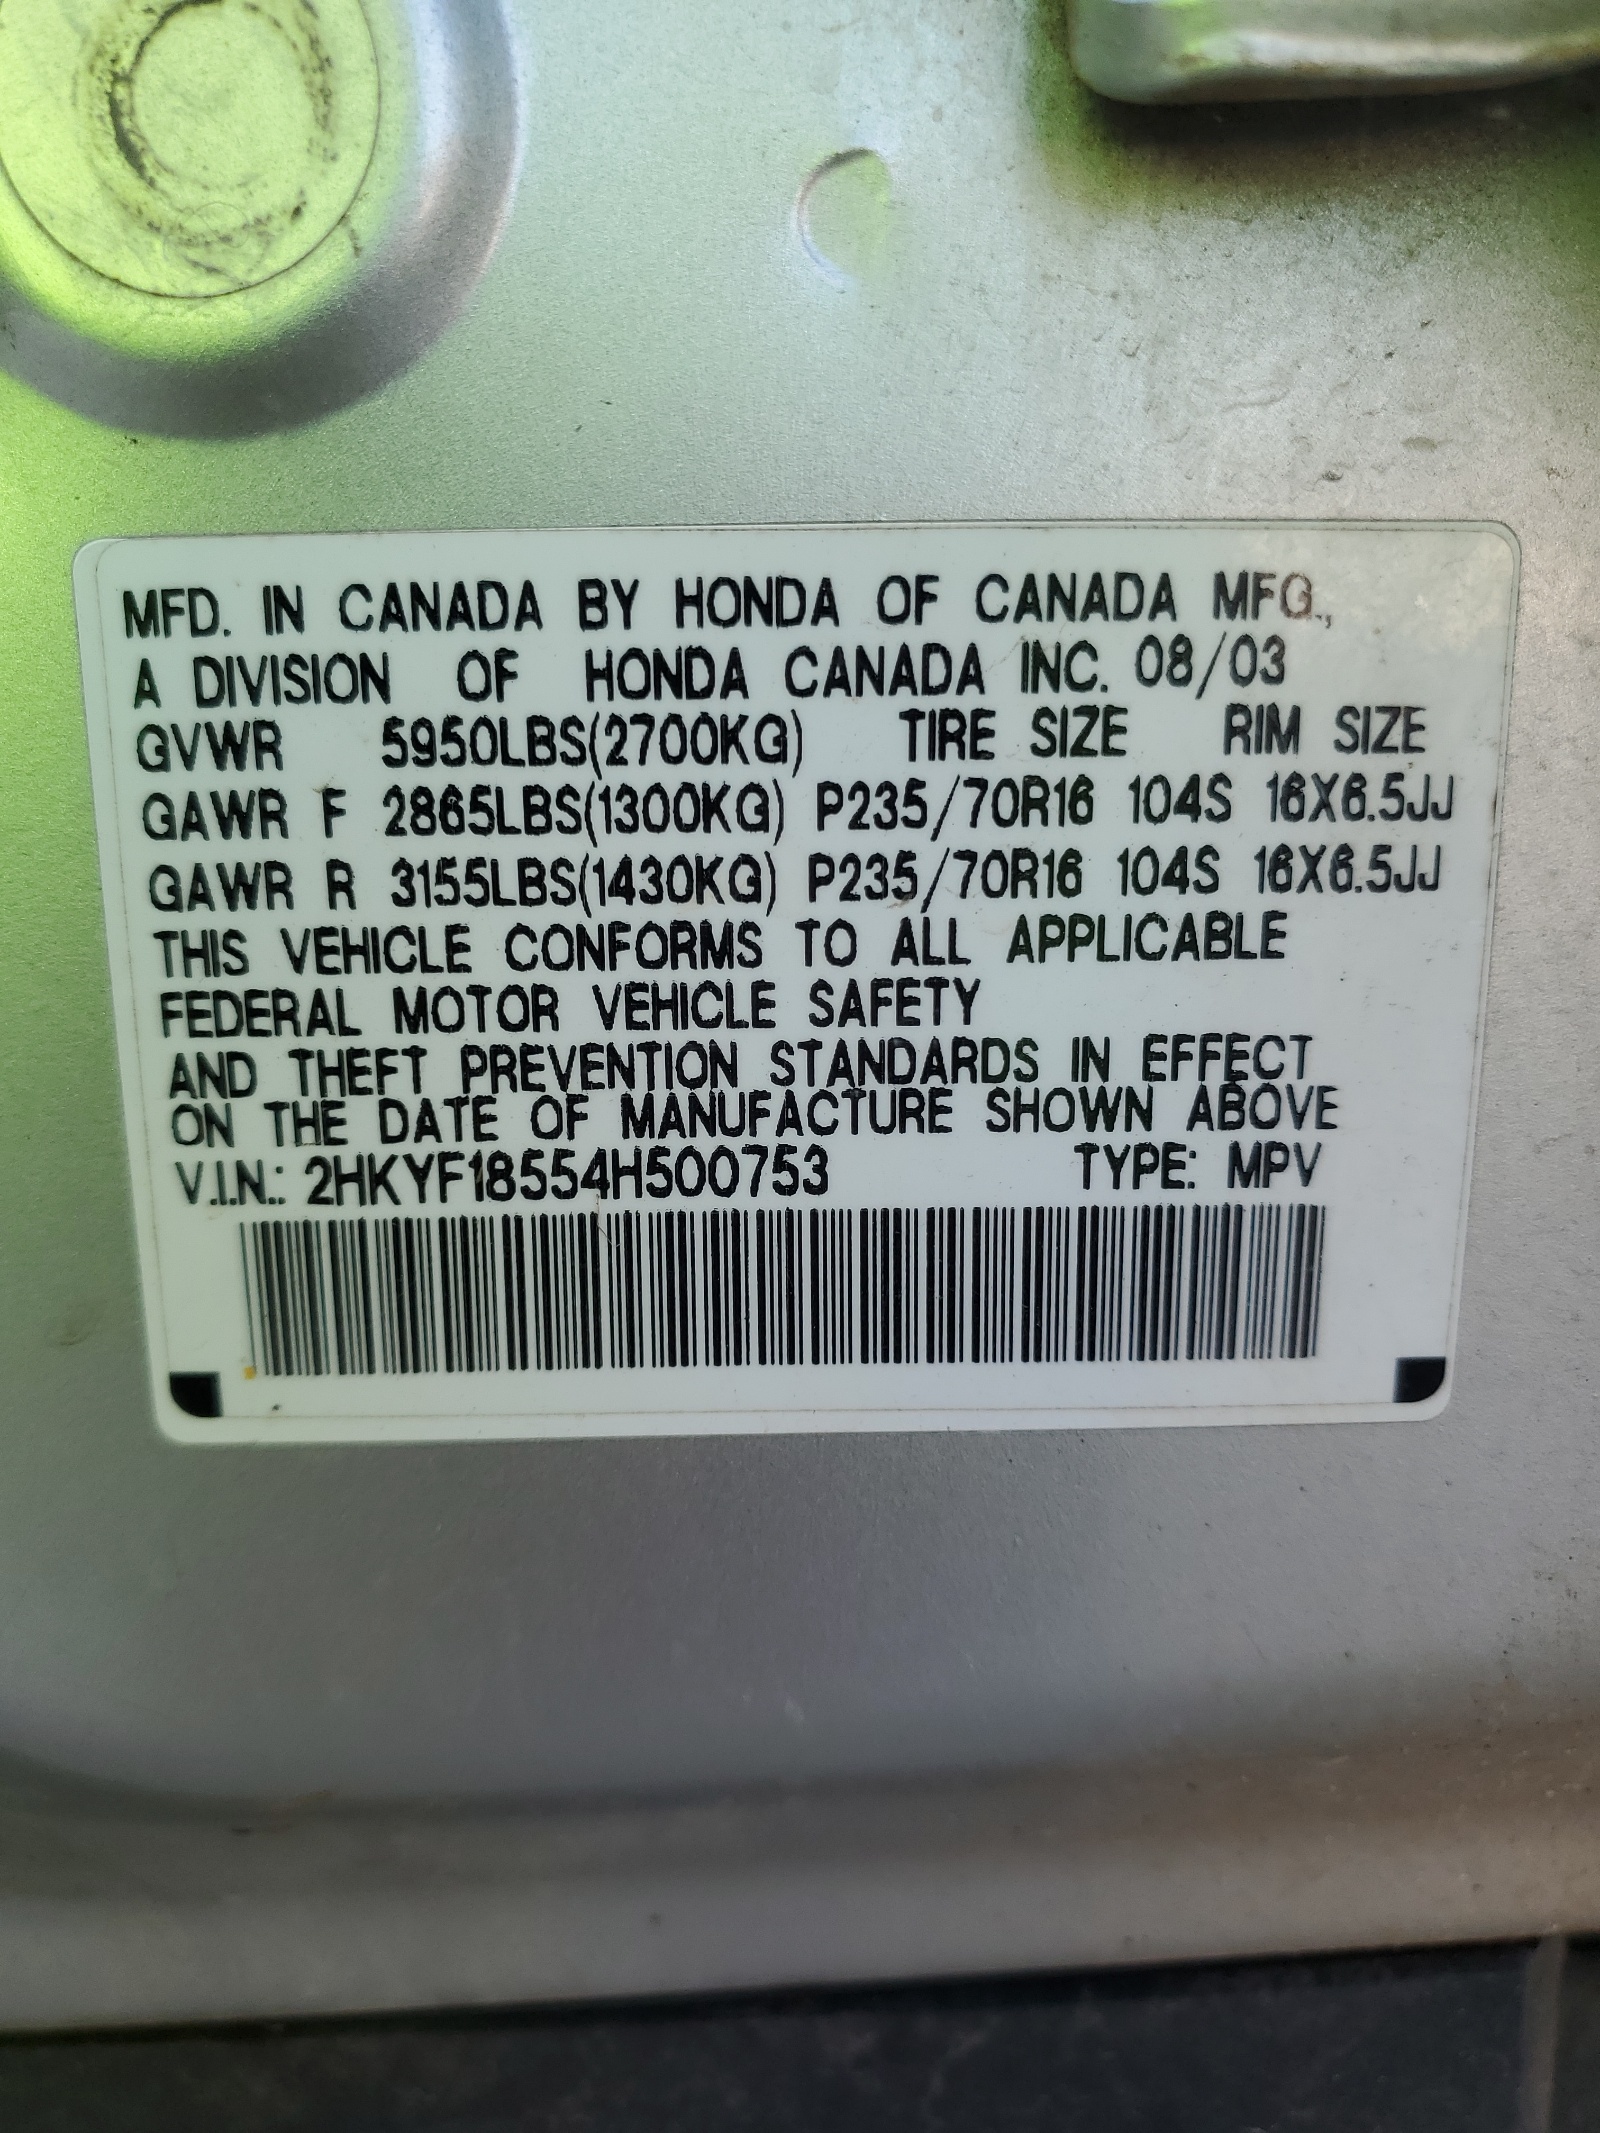 MFD. IN CANADA BY HONDA OF CANADA MFG.,
A DIVISION OF HONDA CANADA INC. 08/03
GVWR 5950LBS(2700KG) TIRE SIZE RIM SIZE
GAWR F 2865LBS(1300KG) P235/70R16 104S 16X6.5JJ
GAWR R 3155LBS(1430KG) P235/70R16 104S 16X6.5JJ
THIS VEHICLE CONFORMS TO ALL APPLICABLE
FEDERAL MOTOR VEHICLE SAFETY
AND THEFT PREVENTION STANDARDS IN EFFECT
ON THE DATE OF MANUFACTURE SHOWN ABOVE
V.I.N.: 2HKYF18554H500753 TYPE: MPV